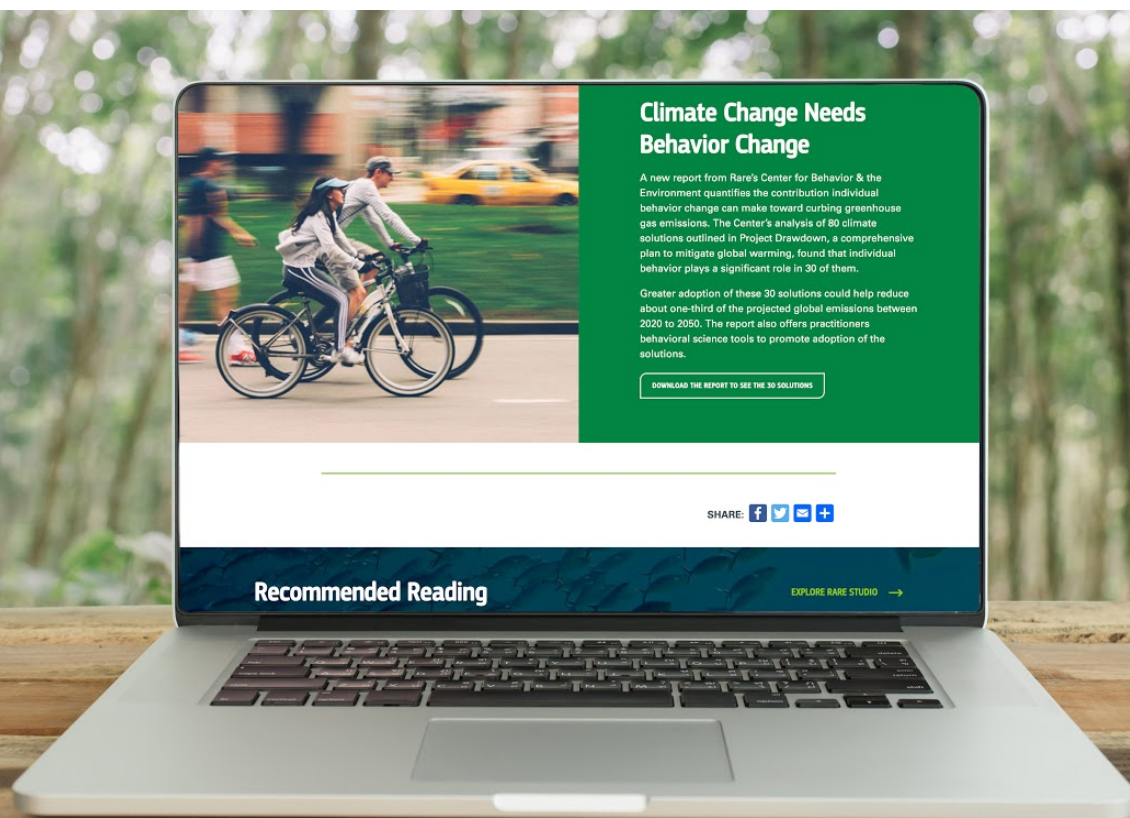 Climate Change Needs
Behavior Change
A new report from Rare's Center for Behavior & the
Environment quantifies the contribution individual
behavior change can make toward curbing greenhouse
gas emissions. The Center's analysis of 80 climate
solutions outlined in Project Drawdown, a comprehensive
plan to mitigate global warming, found that individual
behavior plays a significant role in 30 of them.
Greater adoption of these 30 solutions could help reduce
about one-third of the projected global emissions between
2020 to 2050. The report also offers practitioners
behavioral science tools to promote adoption of the
solutions.
DOWNLOAD THE REPORT TO SEE THE 30 SOLUTIONS
SHARE:
Recommended Reading
EXPLORE RARE STUDIO →
delete
return
shift
option